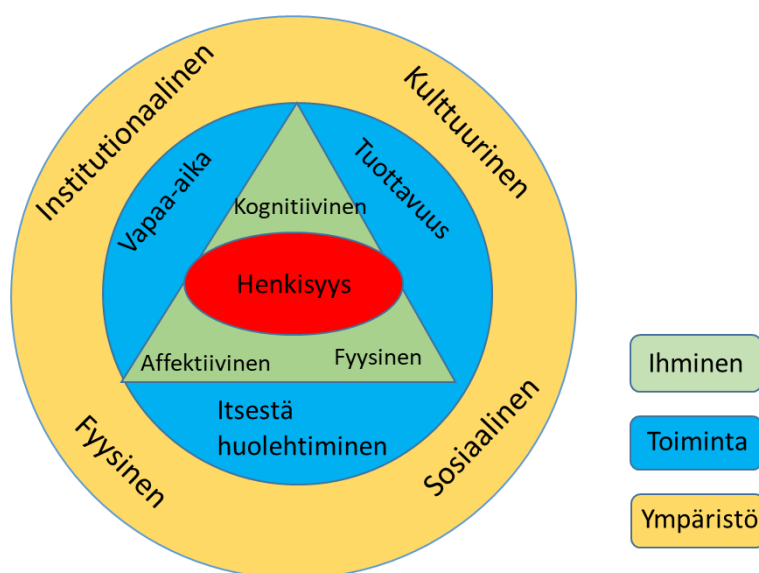 Institutionaalinen
Kulttuurinen
Vapaa-aika
Tuottavuus
Kognitiivinen
Henkisyys
Affektiivinen
Fyysinen
Itsestä
huolehtiminen
Fyysinen
Sosiaalinen
Ihminen
Toiminta
Ympäristö